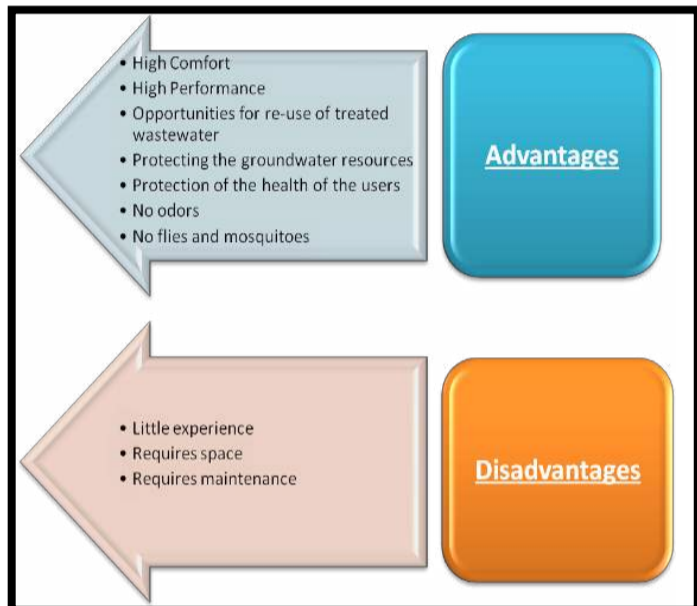 • High Comfort
• High Performance
• Opportunities for re-use of treated
wastewater
• Protecting the groundwater resources
• Protection of the health of the users
• No odors
• No flies and mosquitoes
Advantages
• Little experience
• Requires space
• Requires maintenance
Disadvantages